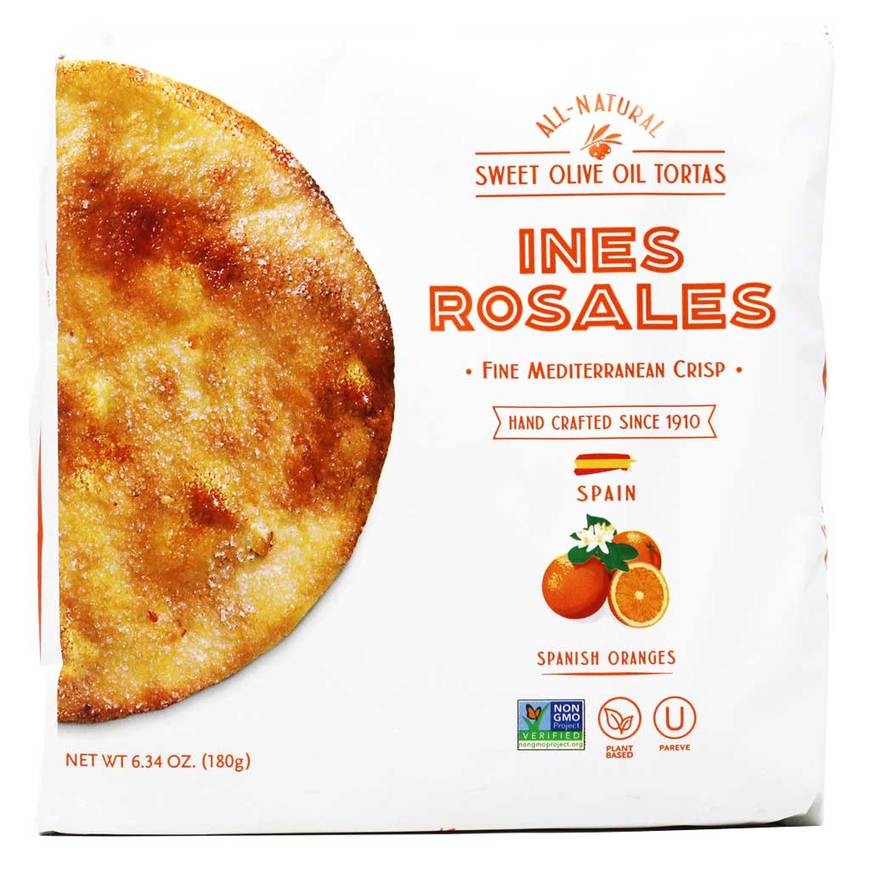 ALL-NATURAL
SWEET OLIVE OIL TORTAS
INES
ROSALES
• FINE MEDITERRANEAN CRISP •
HAND CRAFTED SINCE 1910
SPAIN
SPANISH ORANGES
NON
GMO
Project
VERIFIED
nongmoproject.org
PLANT
BASED
U
PAREVE
NET WT 6.34 OZ. (180g)